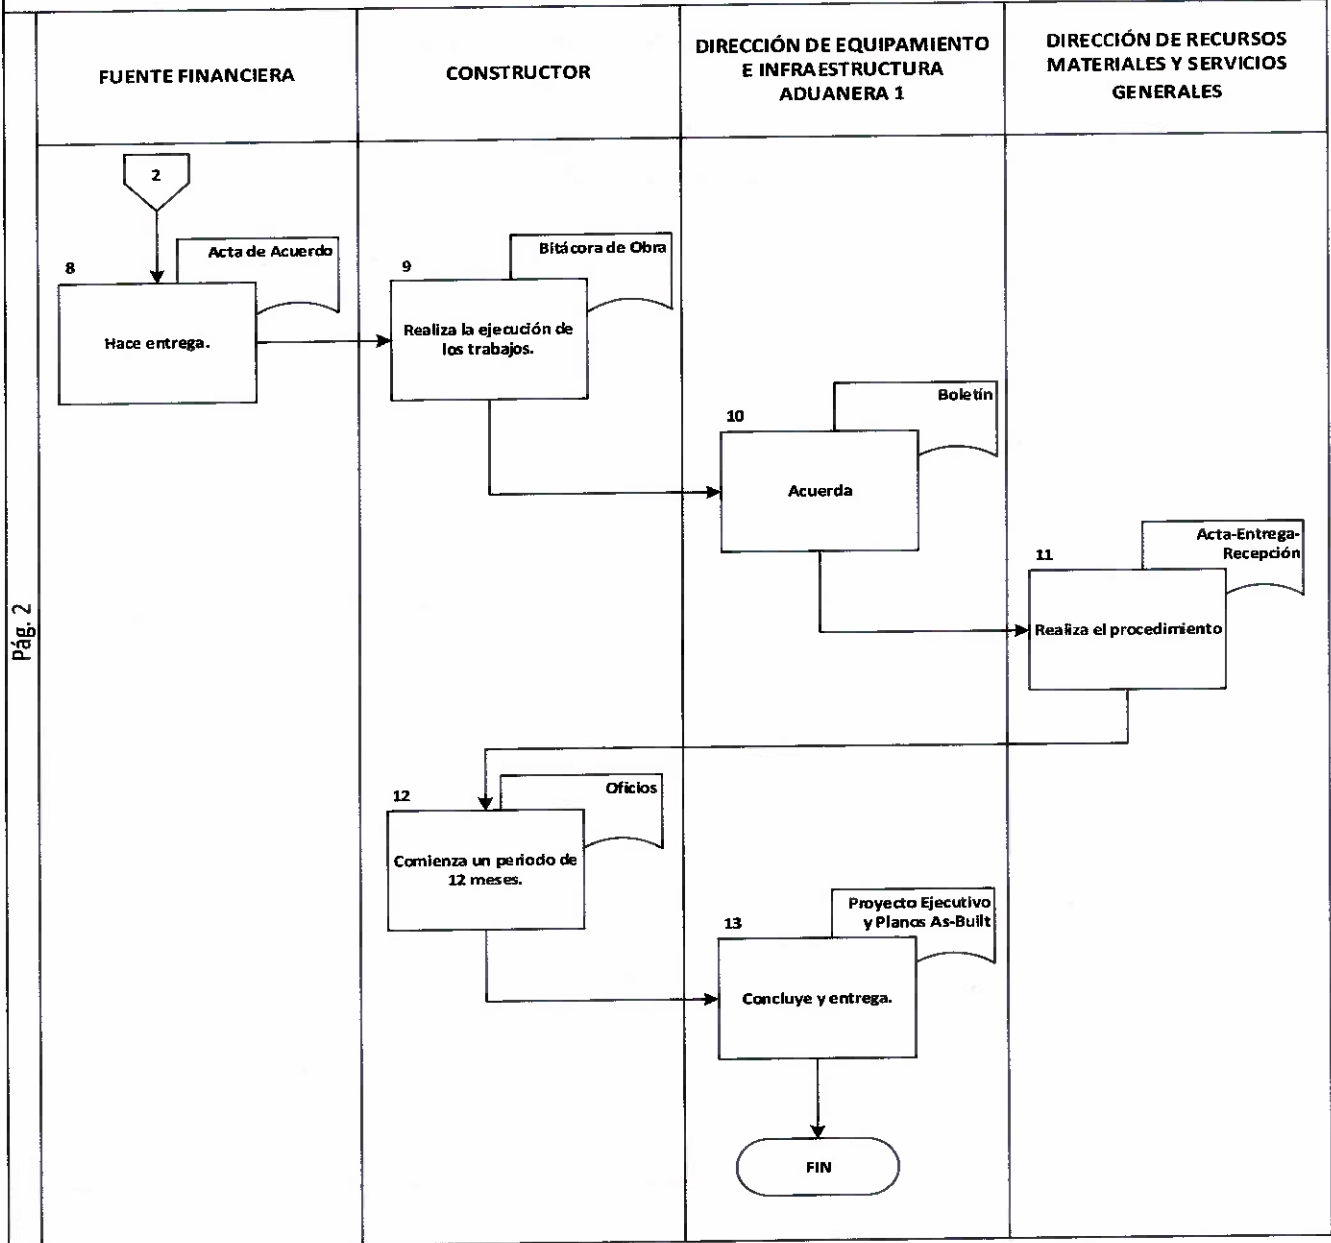 FUENTE FINANCIERA
CONSTRUCTOR
DIRECCIÓN DE EQUIPAMIENTO
E INFRAESTRUCTURA
ADUANERA 1
DIRECCIÓN DE RECURSOS
MATERIALES Y SERVICIOS
GENERALES
Pág. 2
2
Acta de Acuerdo
8
Hace entrega.
Bitácora de Obra
9
Realiza la ejecución de
los trabajos.
Boletín
10
Acuerda
Acta-Entrega-
Recepción
11
Realiza el procedimiento
Oficios
12
Comienza un periodo de
12 meses.
Proyecto Ejecutivo
y Planos As-Built
13
Concluye y entrega.
FIN